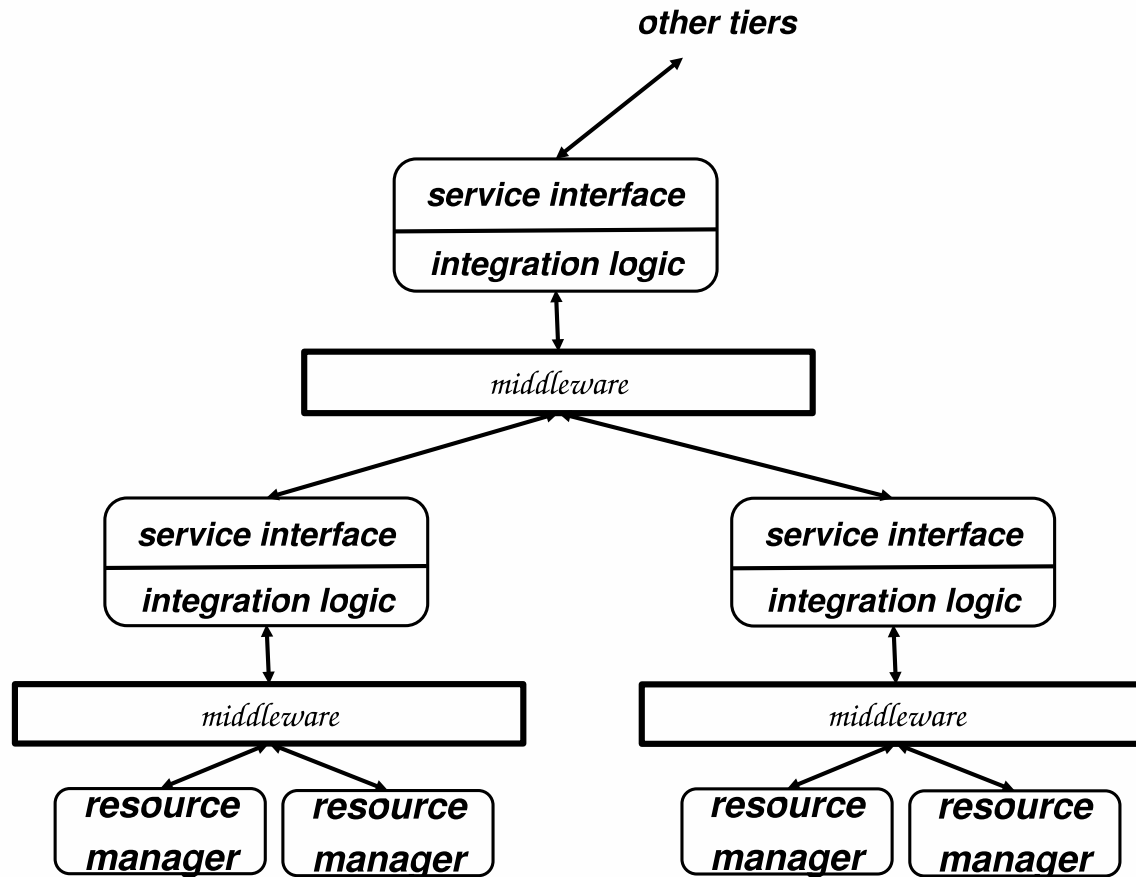 other tiers
service interface
integration logic
middleware
service interface
integration logic
service interface
integration logic
middleware
middleware
resource
manager
resource
manager
resource
manager
resource
manager